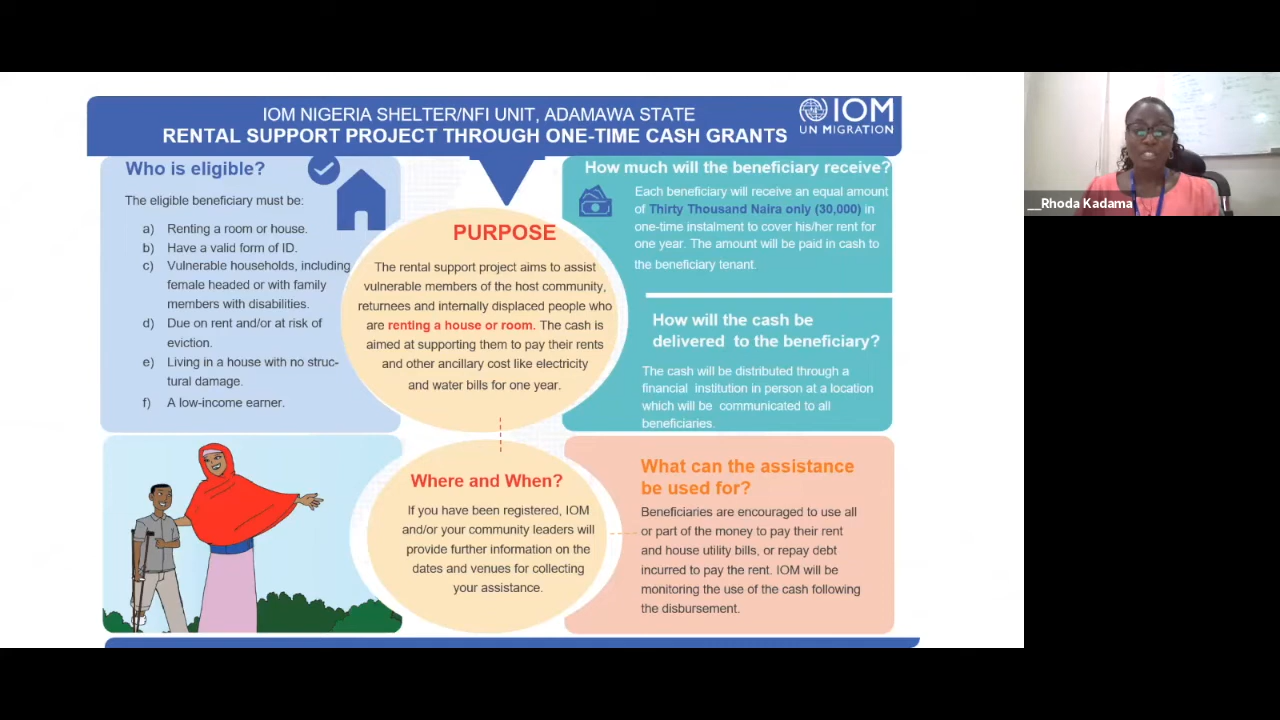 IOM NIGERIA SHELTER/NFI UNIT, ADAMAWA STATE
RENTAL SUPPORT PROJECT THROUGH ONE-TIME CASH GRANTS
IOM
UN MIGRATION
Who is eligible?
The eligible beneficiary must be:
a) Renting a room or house.
b) Have a valid form of ID.
c) Vulnerable households, including
female headed or with family
members with disabilities.
d) Due on rent and/or at risk of
eviction.
e) Living in a house with no struc-
tural damage.
f) A low-income earner.
PURPOSE
The rental support project aims to assist
vulnerable members of the host community,
returnees and internally displaced people who
are renting a house or room. The cash is
aimed at supporting them to pay their rents
and other ancillary cost like electricity
and water bills for one year.
How much will the beneficiary receive?
Each beneficiary will receive an equal amount
of Thirty Thousand Naira only (30,000) in
one-time instalment to cover his/her rent for
one year. The amount will be paid in cash to
the beneficiary tenant.
How will the cash be
delivered to the beneficiary?
The cash will be distributed through a
financial institution in person at a location
which will be communicated to all
beneficiaries.
Where and When?
If you have been registered, IOM
and/or your community leaders will
provide further information on the
dates and venues for collecting
your assistance.
What can the assistance
be used for?
Beneficiaries are encouraged to use all
or part of the money to pay their rent
and house utility bills, or repay debt
incurred to pay the rent. IOM will be
monitoring the use of the cash following
the disbursement.
__Rhoda Kadama